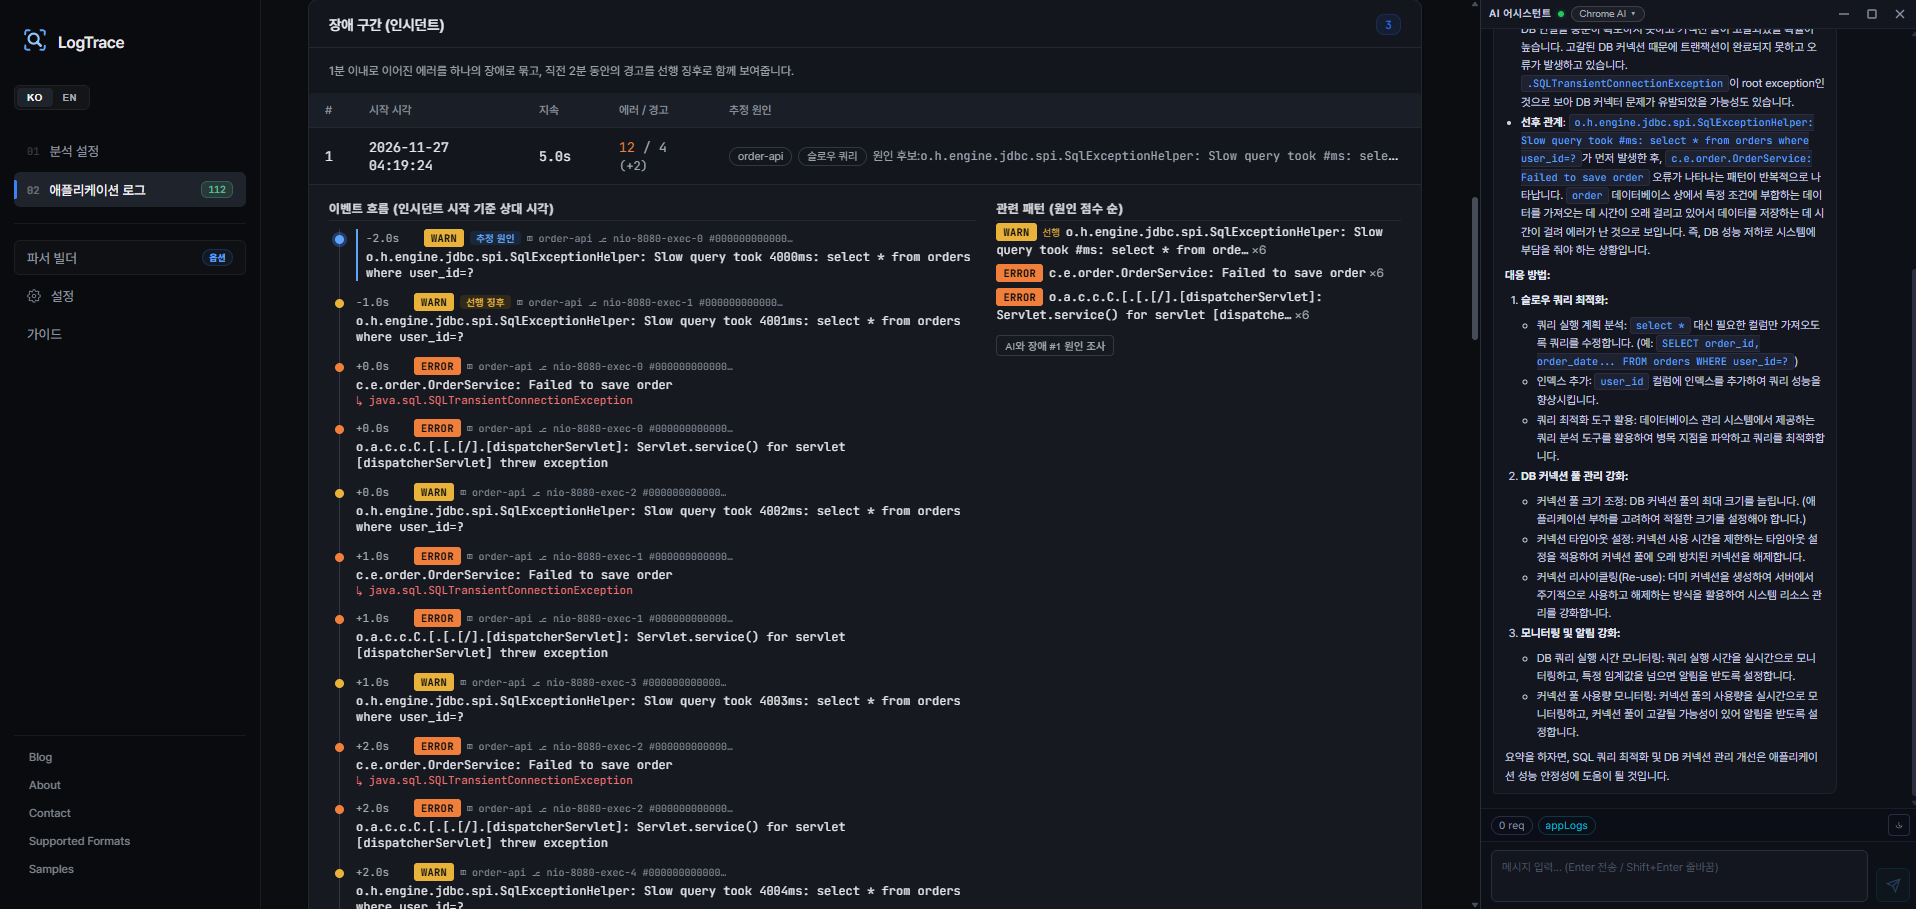 LogTrace
KO EN
01 분석 설정
02 애플리케이션 로그 112
파서 빌더 옵션
설정
가이드
Blog
About
Contact
Supported Formats
Samples
장애 구간 (인시던트) 3
1분 이내로 이어진 에러를 하나의 장애로 묶고, 직전 2분 동안의 경고를 선행 징후로 함께 보여줍니다.
# 시작 시각 지속 에러 / 경고 추정 원인
1 2026-11-27 04:19:24 5.0s 12 / 4 (+2) order-api 슬로우 쿼리 원인 후보:o.h.engine.jdbc.spi.SqlExceptionHelper: Slow query took #ms: sele…
이벤트 흐름 (인시던트 시작 기준 상대 시각)
-2.0s WARN 추정 원인 order-api nio-8080-exec-0 #000000000000…
o.h.engine.jdbc.spi.SqlExceptionHelper: Slow query took 4000ms: select * from orders
where user_id=?
-1.0s WARN 선행 징후 order-api nio-8080-exec-1 #000000000000…
o.h.engine.jdbc.spi.SqlExceptionHelper: Slow query took 4001ms: select * from orders
where user_id=?
+0.0s ERROR order-api nio-8080-exec-0 #000000000000…
c.e.order.OrderService: Failed to save order
↳ java.sql.SQLTransientConnectionException
+0.0s ERROR order-api nio-8080-exec-0 #000000000000…
o.a.c.c.C.[.[.[/].[dispatcherServlet]: Servlet.service() for servlet
[dispatcherServlet] threw exception
+0.0s WARN order-api nio-8080-exec-2 #000000000000…
o.h.engine.jdbc.spi.SqlExceptionHelper: Slow query took 4002ms: select * from orders
where user_id=?
+1.0s ERROR order-api nio-8080-exec-1 #000000000000…
c.e.order.OrderService: Failed to save order
↳ java.sql.SQLTransientConnectionException
+1.0s ERROR order-api nio-8080-exec-1 #000000000000…
o.a.c.c.C.[.[.[/].[dispatcherServlet]: Servlet.service() for servlet
[dispatcherServlet] threw exception
+1.0s WARN order-api nio-8080-exec-3 #000000000000…
o.h.engine.jdbc.spi.SqlExceptionHelper: Slow query took 4003ms: select * from orders
where user_id=?
+2.0s ERROR order-api nio-8080-exec-2 #000000000000…
c.e.order.OrderService: Failed to save order
↳ java.sql.SQLTransientConnectionException
+2.0s ERROR order-api nio-8080-exec-2 #000000000000…
o.a.c.c.C.[.[.[/].[dispatcherServlet]: Servlet.service() for servlet
[dispatcherServlet] threw exception
+2.0s WARN order-api nio-8080-exec-4 #000000000000…
o.h.engine.jdbc.spi.SqlExceptionHelper: Slow query took 4004ms: select * from orders
where user_id=?
관련 패턴 (원인 점수 순)
WARN 선행 o.h.engine.jdbc.spi.SqlExceptionHelper: Slow
query took #ms: select * from orde… ×6
ERROR c.e.order.OrderService: Failed to save order ×6
ERROR o.a.c.c.C.[.[.[/].[dispatcherServlet]:
Servlet.service() for servlet [dispatche… ×6
AI와 장애 #1 원인 조사
AI 어시스턴트 Chrome AI
DB 연결을 충분히 확보하지 못하고 커넥션 풀이 고갈되었을 확률이
높습니다. 고갈된 DB 커넥션 때문에 트랜잭션이 완료되지 못하고 오
류가 발생하고 있습니다.
.SQLTransientConnectionException 이 root exception인
것으로 보아 DB 커넥터 문제가 유발되었을 가능성도 있습니다.
• 선후 관계: o.h.engine.jdbc.spi.SqlExceptionHelper:
Slow query took #ms: select * from orders where
user_id=? 가 먼저 발생한 후, c.e.order.OrderService:
Failed to save order 오류가 나타나는 패턴이 반복적으로 나
타납니다. order 데이터베이스 상에서 특정 조건에 부합하는 데이
터를 가져오는 데 시간이 오래 걸리고 있어서 데이터를 저장하는 데 시
간이 걸려 에러가 난 것으로 보입니다. 즉, DB 성능 저하로 시스템에
부담을 줘야 하는 상황입니다.
대응 방법:
1. 슬로우 쿼리 최적화:
쿼리 실행 계획 분석: select * 대신 필요한 컬럼만 가져오도
록 쿼리를 수정합니다. (예: SELECT order_id,
order_date... FROM orders WHERE user_id=? )
인덱스 추가: user_id 컬럼에 인덱스를 추가하여 쿼리 성능을
향상시킵니다.
쿼리 최적화 도구 활용: 데이터베이스 관리 시스템에서 제공하는
쿼리 분석 도구를 활용하여 병목 지점을 파악하고 쿼리를 최적화합
니다.
2. DB 커넥션 풀 관리 강화:
커넥션 풀 크기 조정: DB 커넥션 풀의 최대 크기를 늘립니다. (애
플리케이션 부하를 고려하여 적절한 크기를 설정해야 합니다.)
커넥션 타임아웃 설정: 커넥션 사용 시간을 제한하는 타임아웃 설
정을 적용하여 커넥션 풀에 오래 방치된 커넥션을 해제합니다.
커넥션 리사이클링(Re-use): 더미 커넥션을 생성하여 서버에서
주기적으로 사용하고 해제하는 방식을 활용하여 시스템 리소스 관
리를 강화합니다.
3. 모니터링 및 알림 강화:
DB 쿼리 실행 시간 모니터링: 쿼리 실행 시간을 실시간으로 모니
터링하고, 특정 임계값을 넘으면 알림을 받도록 설정합니다.
커넥션 풀 사용량 모니터링: 커넥션 풀의 사용량을 실시간으로 모
니터링하고, 커넥션 풀이 고갈될 가능성이 있어 알림을 받도록 설
정합니다.
요약을 하자면, SQL 쿼리 최적화 및 DB 커넥션 관리 개선은 애플리케이
션 성능 안정성에 도움이 될 것입니다.
0 req appLogs
메시지 입력... (Enter 전송 / Shift+Enter 줄바꿈)